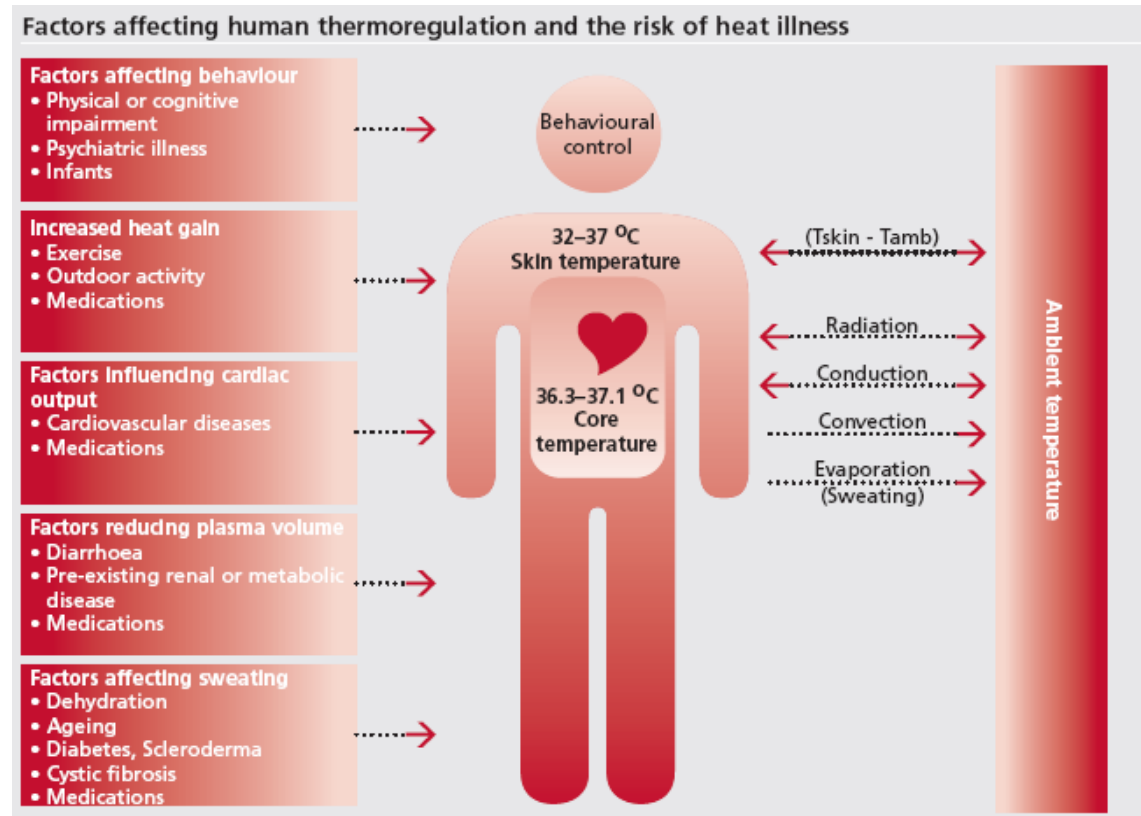 Factors affecting human thermoregulation and the risk of heat illness
Factors affecting behaviour
• Physical or cognitive
impairment
• Psychiatric illness
• Infants
Increased heat gain
• Exercise
• Outdoor activity
• Medications
Factors influencing cardiac
output
• Cardiovascular diseases
• Medications
Factors reducing plasma volume
• Diarrhoea
• Pre-existing renal or metabolic
disease
• Medications
Factors affecting sweating
• Dehydration
• Ageing
• Diabetes, Scleroderma
• Cystic fibrosis
• Medications
Behavioural
control
32–37 ⁰C
Skin temperature
36.3–37.1 ⁰C
Core
temperature
(Tskin - Tamb)
Radiation
Conduction
Convection
Evaporation
(Sweating)
Ambient temperature